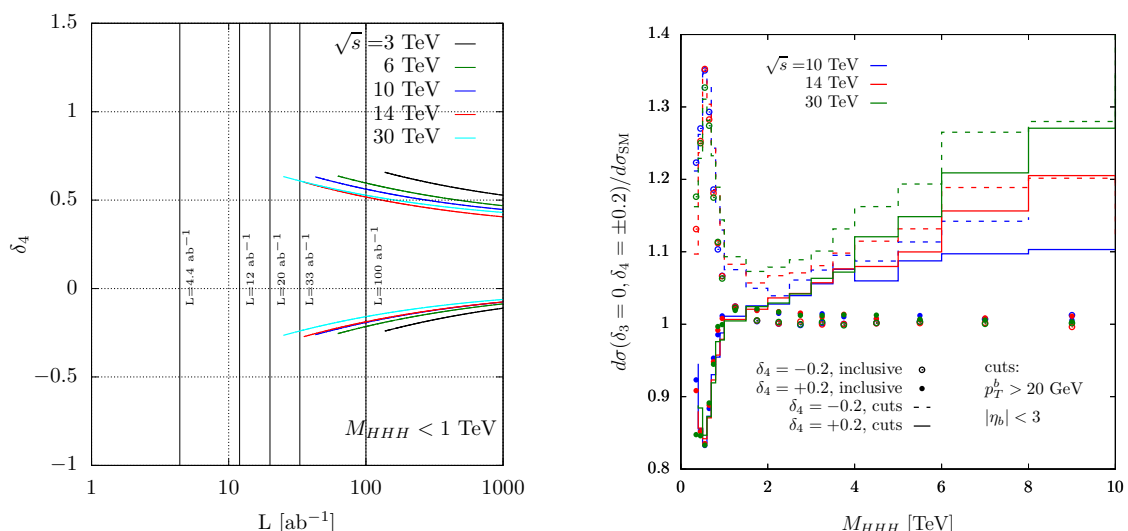 1.5
1
0.5
0
−0.5
−1
δ₄
√s =3 TeV
6 TeV
10 TeV
14 TeV
30 TeV
L=4.4 ab⁻¹
L=12 ab⁻¹
L=20 ab⁻¹
L=33 ab⁻¹
L=100 ab⁻¹
M_HHH < 1 TeV
1 10 100 1000
L [ab⁻¹]
1.4
1.3
1.2
1.1
1
0.9
0.8
dσ(δ₃ = 0, δ₄ = ±0.2)/dσ_SM
√s =10 TeV
14 TeV
30 TeV
δ₄ = −0.2, inclusive
δ₄ = +0.2, inclusive
δ₄ = −0.2, cuts
δ₄ = +0.2, cuts
cuts:
p_T^b > 20 GeV
|η_b| < 3
0 2 4 6 8 10
M_HHH [TeV]